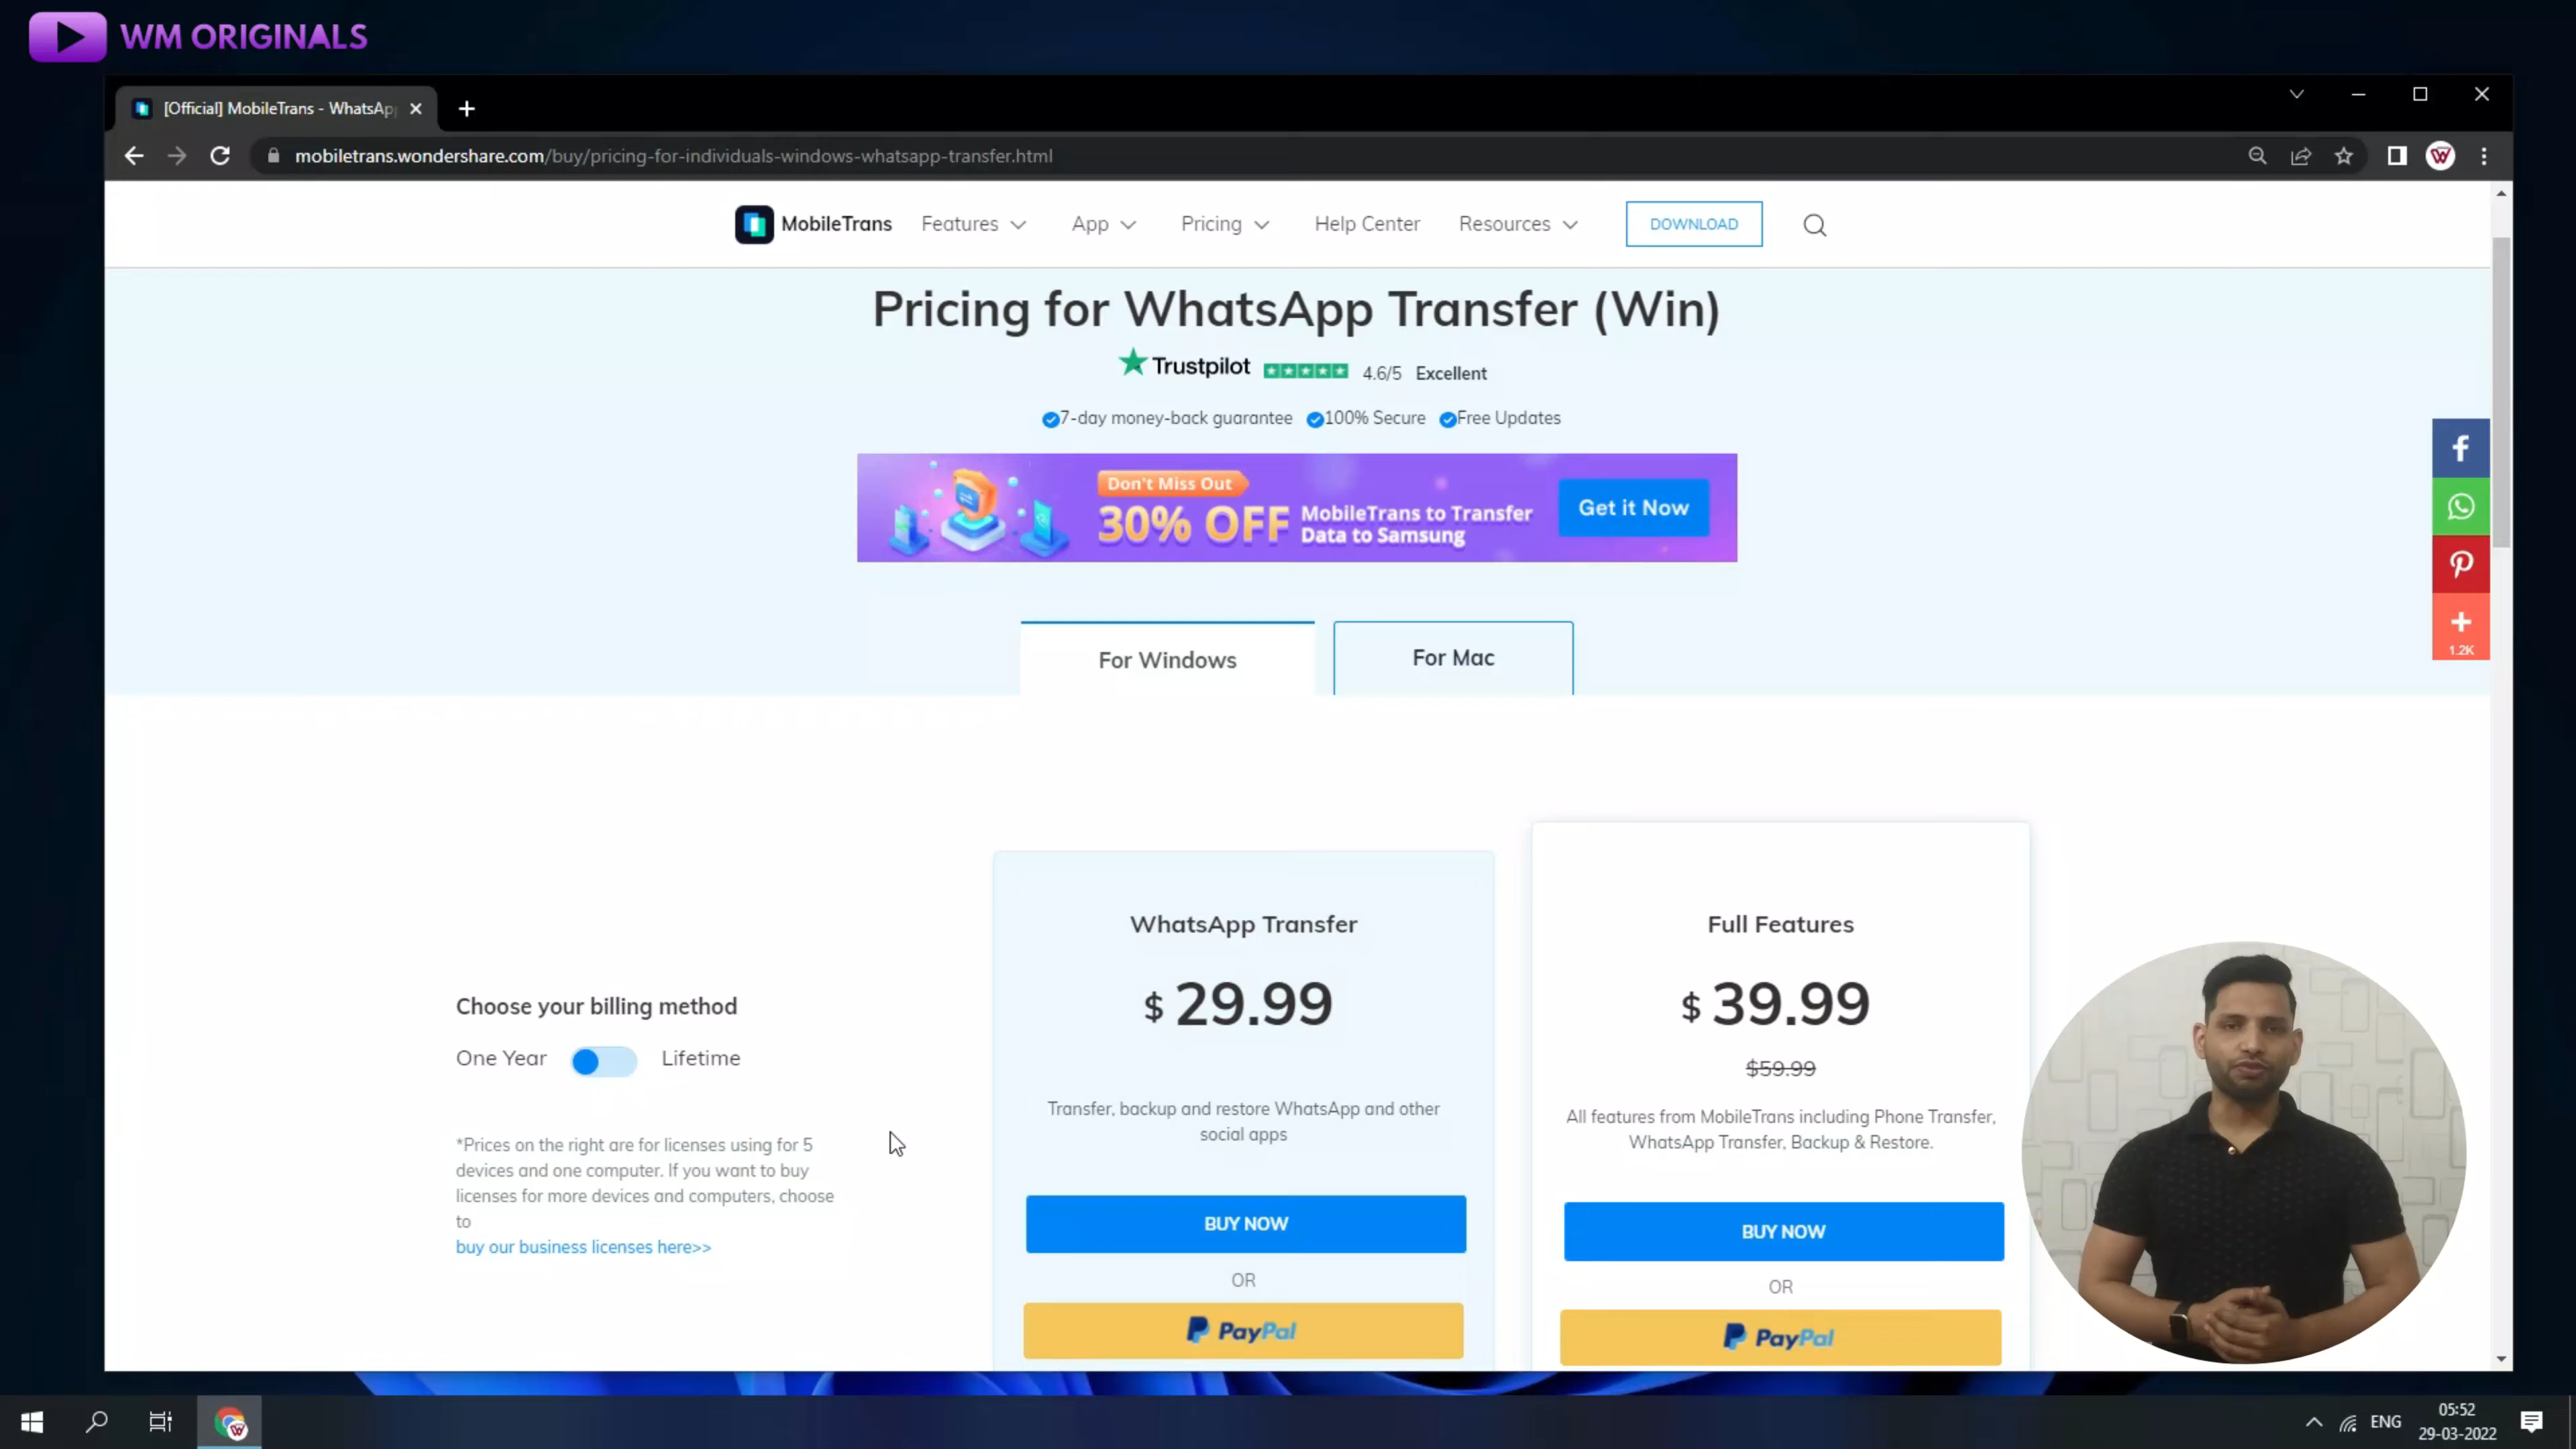 WM ORIGINALS
[Official] MobileTrans - WhatsAp
mobiletrans.wondershare.com/buy/pricing-for-individuals-windows-whatsapp-transfer.html
MobileTrans Features App Pricing Help Center Resources DOWNLOAD
Pricing for WhatsApp Transfer (Win)
Trustpilot 4.6/5 Excellent
7-day money-back guarantee 100% Secure Free Updates
Don't Miss Out
30% OFF
MobileTrans to Transfer
Data to Samsung
Get it Now
1.2K
For Windows For Mac
WhatsApp Transfer
$ 29.99
Transfer, backup and restore WhatsApp and other
social apps
BUY NOW
OR
PayPal
Full Features
$ 39.99
$59.99
All features from MobileTrans including Phone Transfer,
WhatsApp Transfer, Backup & Restore.
BUY NOW
OR
PayPal
Choose your billing method
One Year Lifetime
*Prices on the right are for licenses using for 5
devices and one computer. If you want to buy
licenses for more devices and computers, choose
to
buy our business licenses here>>
ENG
05:52
29-03-2022